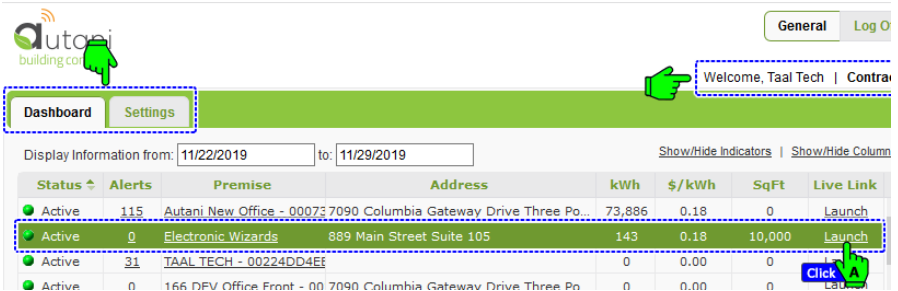 autani
building con
General Log O
Welcome, Taal Tech | Contrac
Dashboard Settings
Display Information from: 11/22/2019 to: 11/29/2019 Show/Hide Indicators | Show/Hide Column
Status Alerts Premise Address kWh $/kWh SqFt Live Link
Active 115 Autani New Office - 00073 7090 Columbia Gateway Drive Three Po... 73,886 0.18 0 Launch
Active 0 Electronic Wizards 889 Main Street Suite 105 143 0.18 10,000 Launch
Active 31 TAAL TECH - 00224DD4EE 0 0.00 0
Click A
Active 0 166 DEV Office Front - 00 7090 Columbia Gateway Drive Three Po 0 0.00 0 Launch